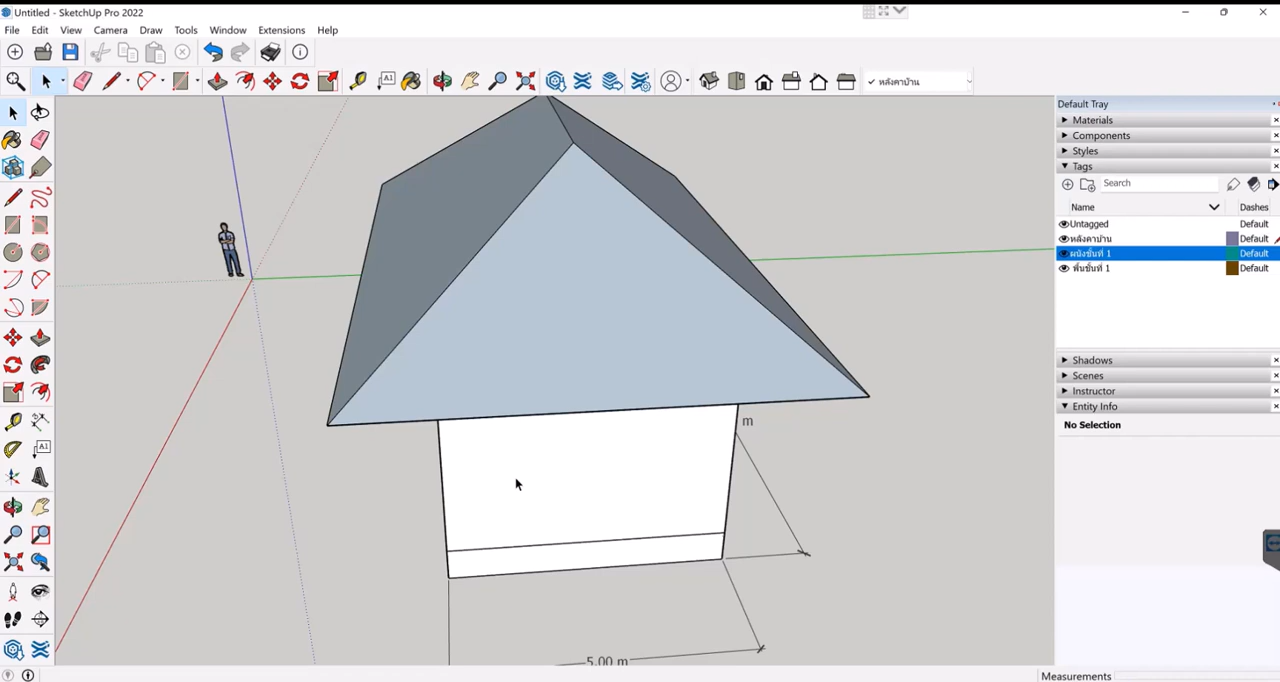 Untitled - SketchUp Pro 2022
File Edit View Camera Draw Tools Window Extensions Help
A1
✓ หลังคาบ้าน
Default Tray
Materials
Components
Styles
Tags
Search
Name Dashes
Untagged Default
หลังคาบ้าน Default
ผนังชั้นที่ 1 Default
พื้นชั้นที่ 1 Default
Shadows
Scenes
Instructor
Entity Info
No Selection
m
A1
5.00 m
Measurements